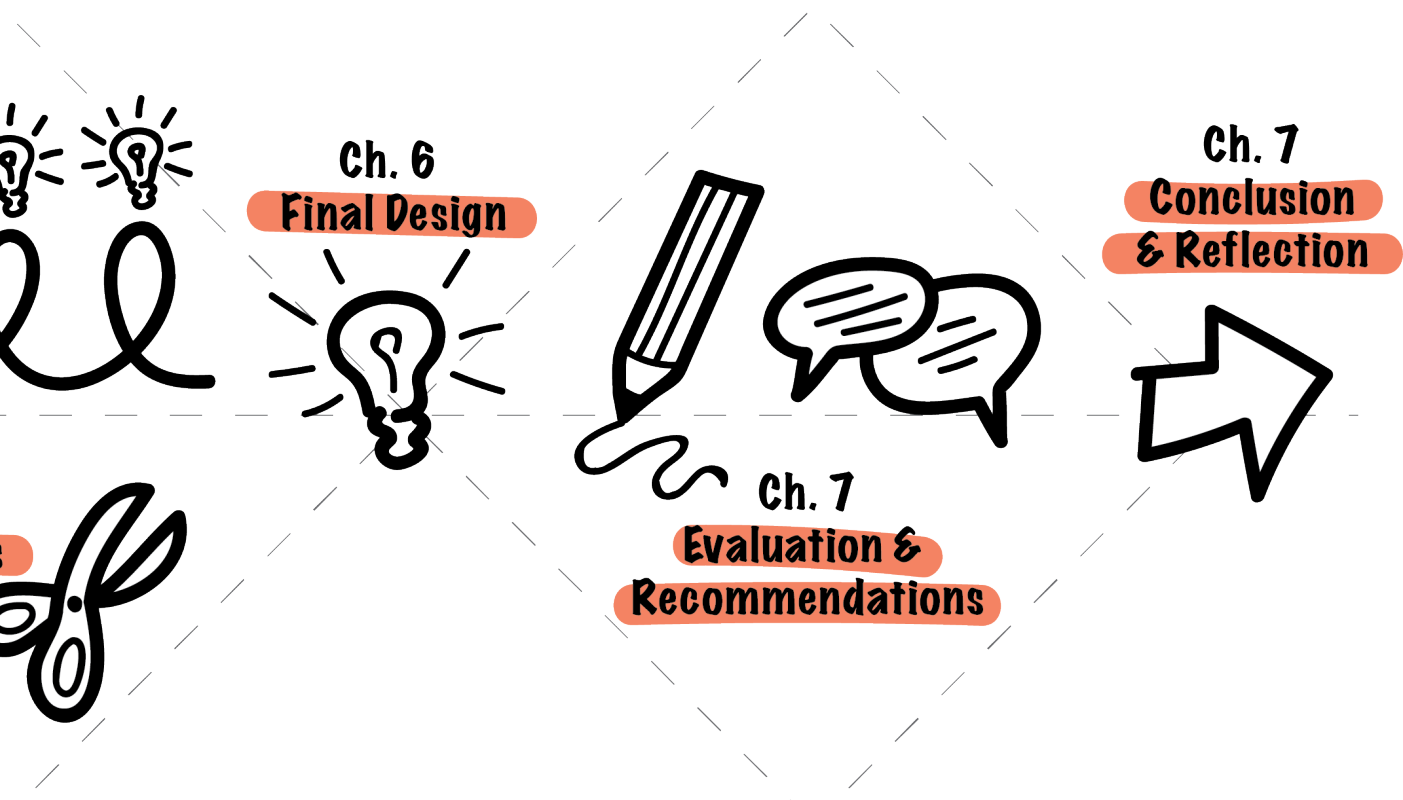 Ch. 6
Final Design
Ch. 7
Evaluation &
Recommendations
Ch. 7
Conclusion
& Reflection